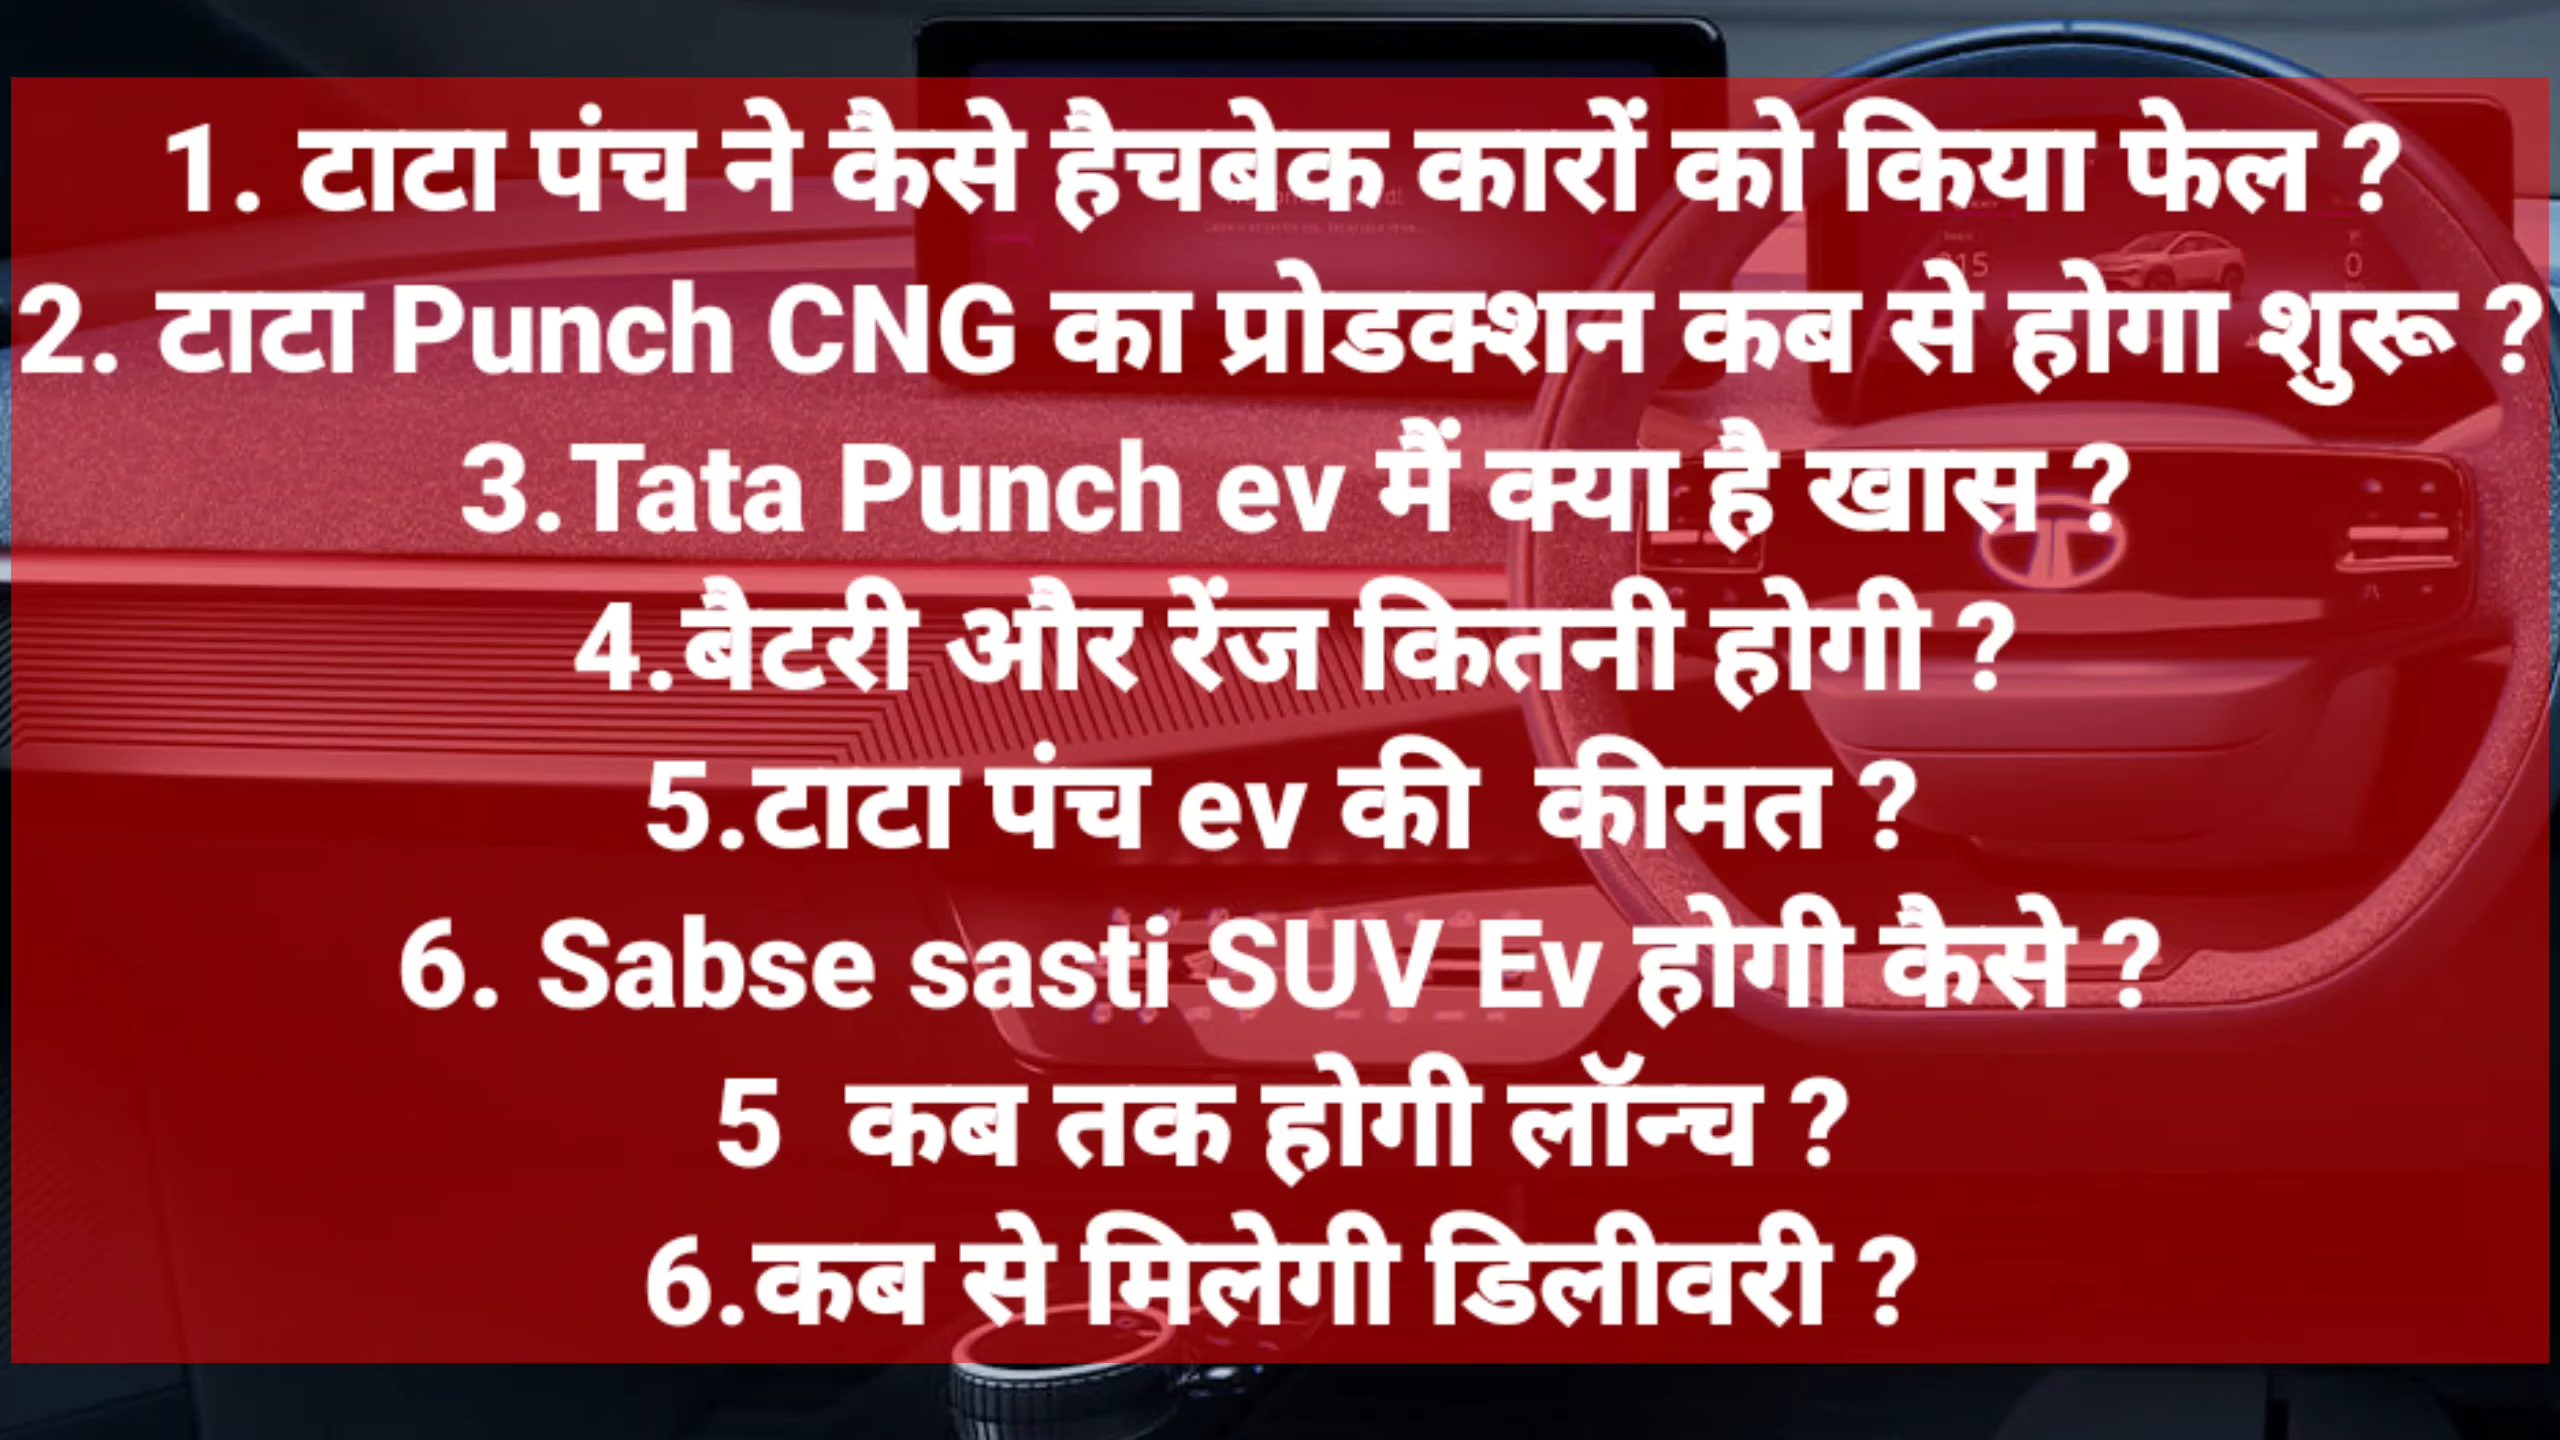 1. टाटा पंच ने कैसे हैचबेक कारों को किया फेल ?
2. टाटा Punch CNG का प्रोडक्शन कब से होगा शुरू ?
3.Tata Punch ev मैं क्या है खास ?
4.बैटरी और रेंज कितनी होगी ?
5.टाटा पंच ev की  कीमत ?
6. Sabse sasti SUV Ev होगी कैसे ?
5  कब तक होगी लॉन्च ?
6.कब से मिलेगी डिलीवरी ?